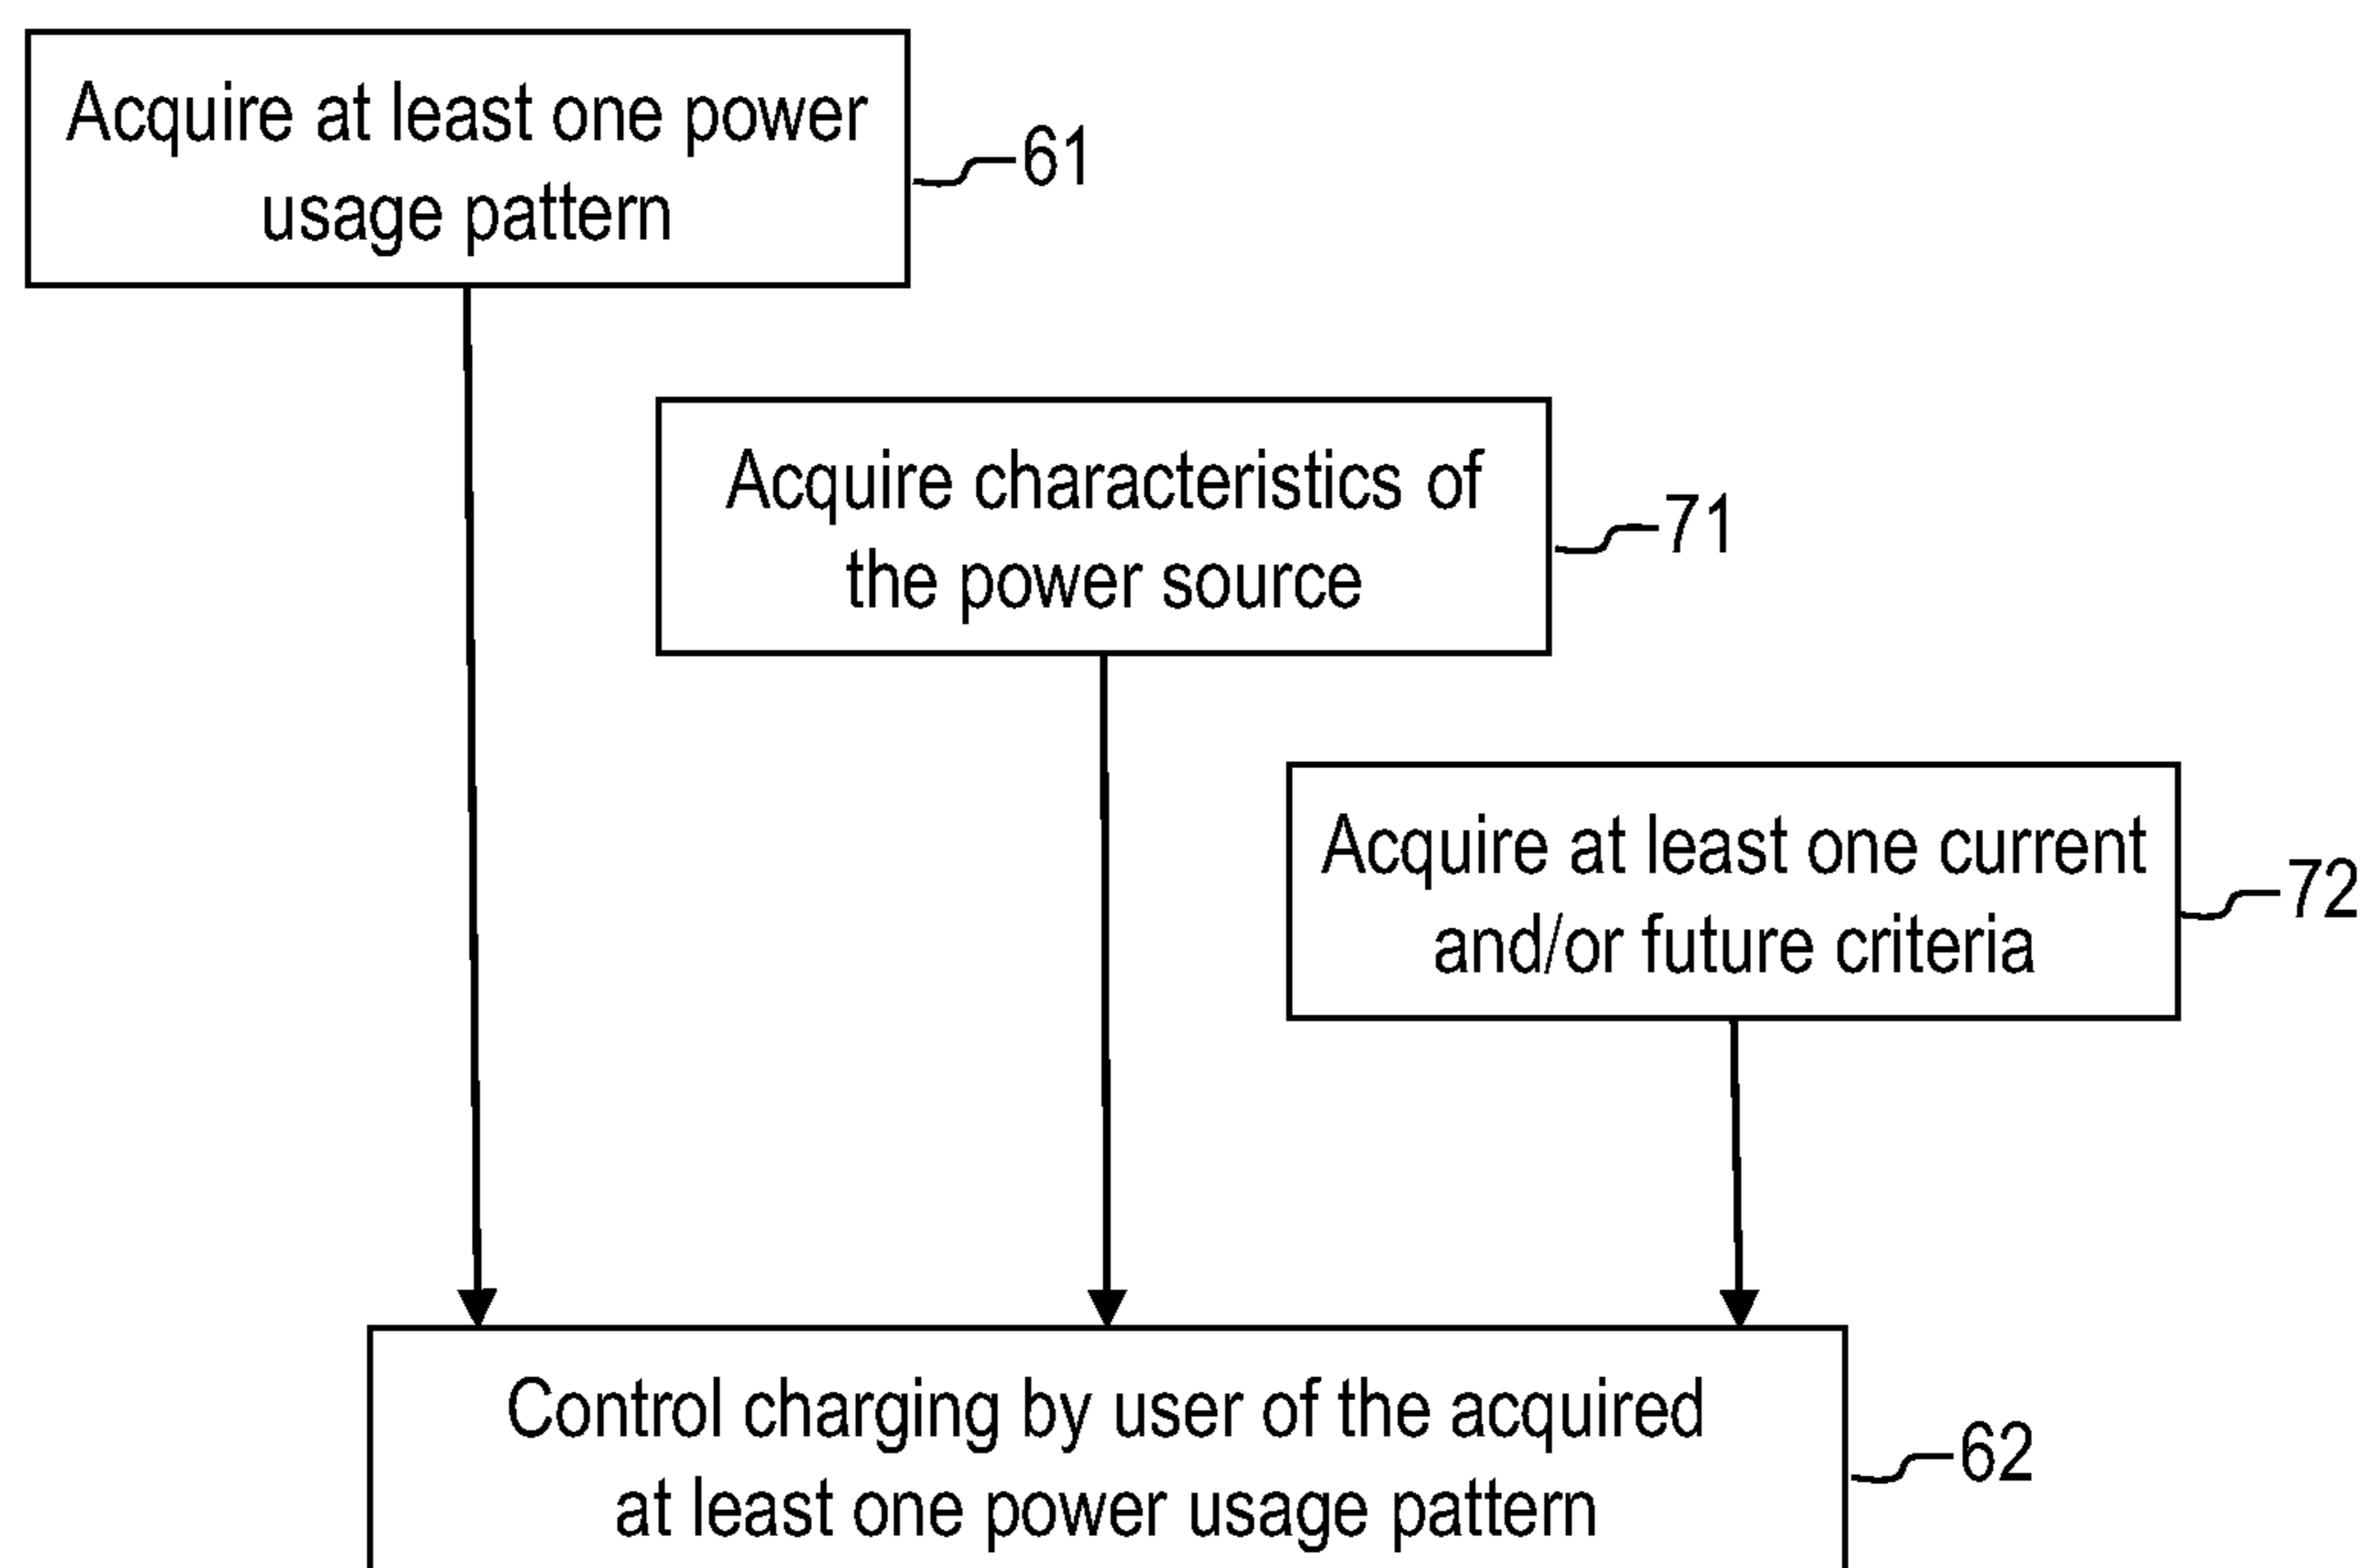 Acquire at least one power
usage pattern
61
Acquire characteristics of
the power source
71
Acquire at least one current
and/or future criteria
72
Control charging by user of the acquired
at least one power usage pattern
62